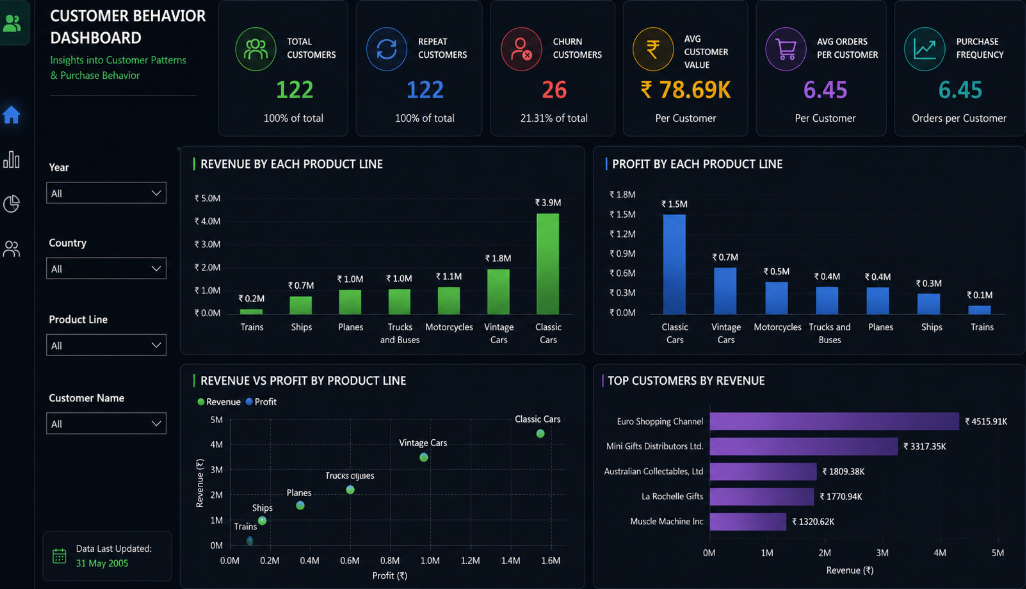 CUSTOMER BEHAVIOR
DASHBOARD
Insights into Customer Patterns
& Purchase Behavior
TOTAL
CUSTOMERS
122
100% of total
REPEAT
CUSTOMERS
122
100% of total
CHURN
CUSTOMERS
26
21.31% of total
AVG
CUSTOMER
VALUE
₹ 78.69K
Per Customer
AVG ORDERS
PER CUSTOMER
6.45
Per Customer
PURCHASE
FREQUENCY
6.45
Orders per Customer
Year
All
Country
All
Product Line
All
Customer Name
All
Data Last Updated:
31 May 2005
REVENUE BY EACH PRODUCT LINE
₹ 5.0M
₹ 4.0M
₹ 3.0M
₹ 2.0M
₹ 1.0M
₹ 0.0M
₹ 0.2M
₹ 0.7M
₹ 1.0M
₹ 1.0M
₹ 1.1M
₹ 1.8M
₹ 3.9M
Trains
Ships
Planes
Trucks
and Buses
Motorcycles
Vintage
Cars
Classic
Cars
PROFIT BY EACH PRODUCT LINE
₹ 1.8M
₹ 1.5M
₹ 1.2M
₹ 0.9M
₹ 0.6M
₹ 0.3M
₹ 0.0M
₹ 1.5M
₹ 0.7M
₹ 0.5M
₹ 0.4M
₹ 0.4M
₹ 0.3M
₹ 0.1M
Classic
Cars
Vintage
Cars
Motorcycles
Trucks and
Buses
Planes
Ships
Trains
REVENUE VS PROFIT BY PRODUCT LINE
Revenue
Profit
Revenue (₹)
5M
4M
3M
2M
1M
0M
Classic Cars
Vintage Cars
Planes
Ships
Trains
0.0M
0.2M
0.4M
0.6M
0.8M
1.0M
1.2M
1.4M
1.6M
Profit (₹)
TOP CUSTOMERS BY REVENUE
Euro Shopping Channel
₹ 4515.91K
Mini Gifts Distributors Ltd.
₹ 3317.35K
Australian Collectables, Ltd
₹ 1809.38K
La Rochelle Gifts
₹ 1770.94K
Muscle Machine Inc
₹ 1320.62K
0M
1M
2M
3M
4M
5M
Revenue (₹)